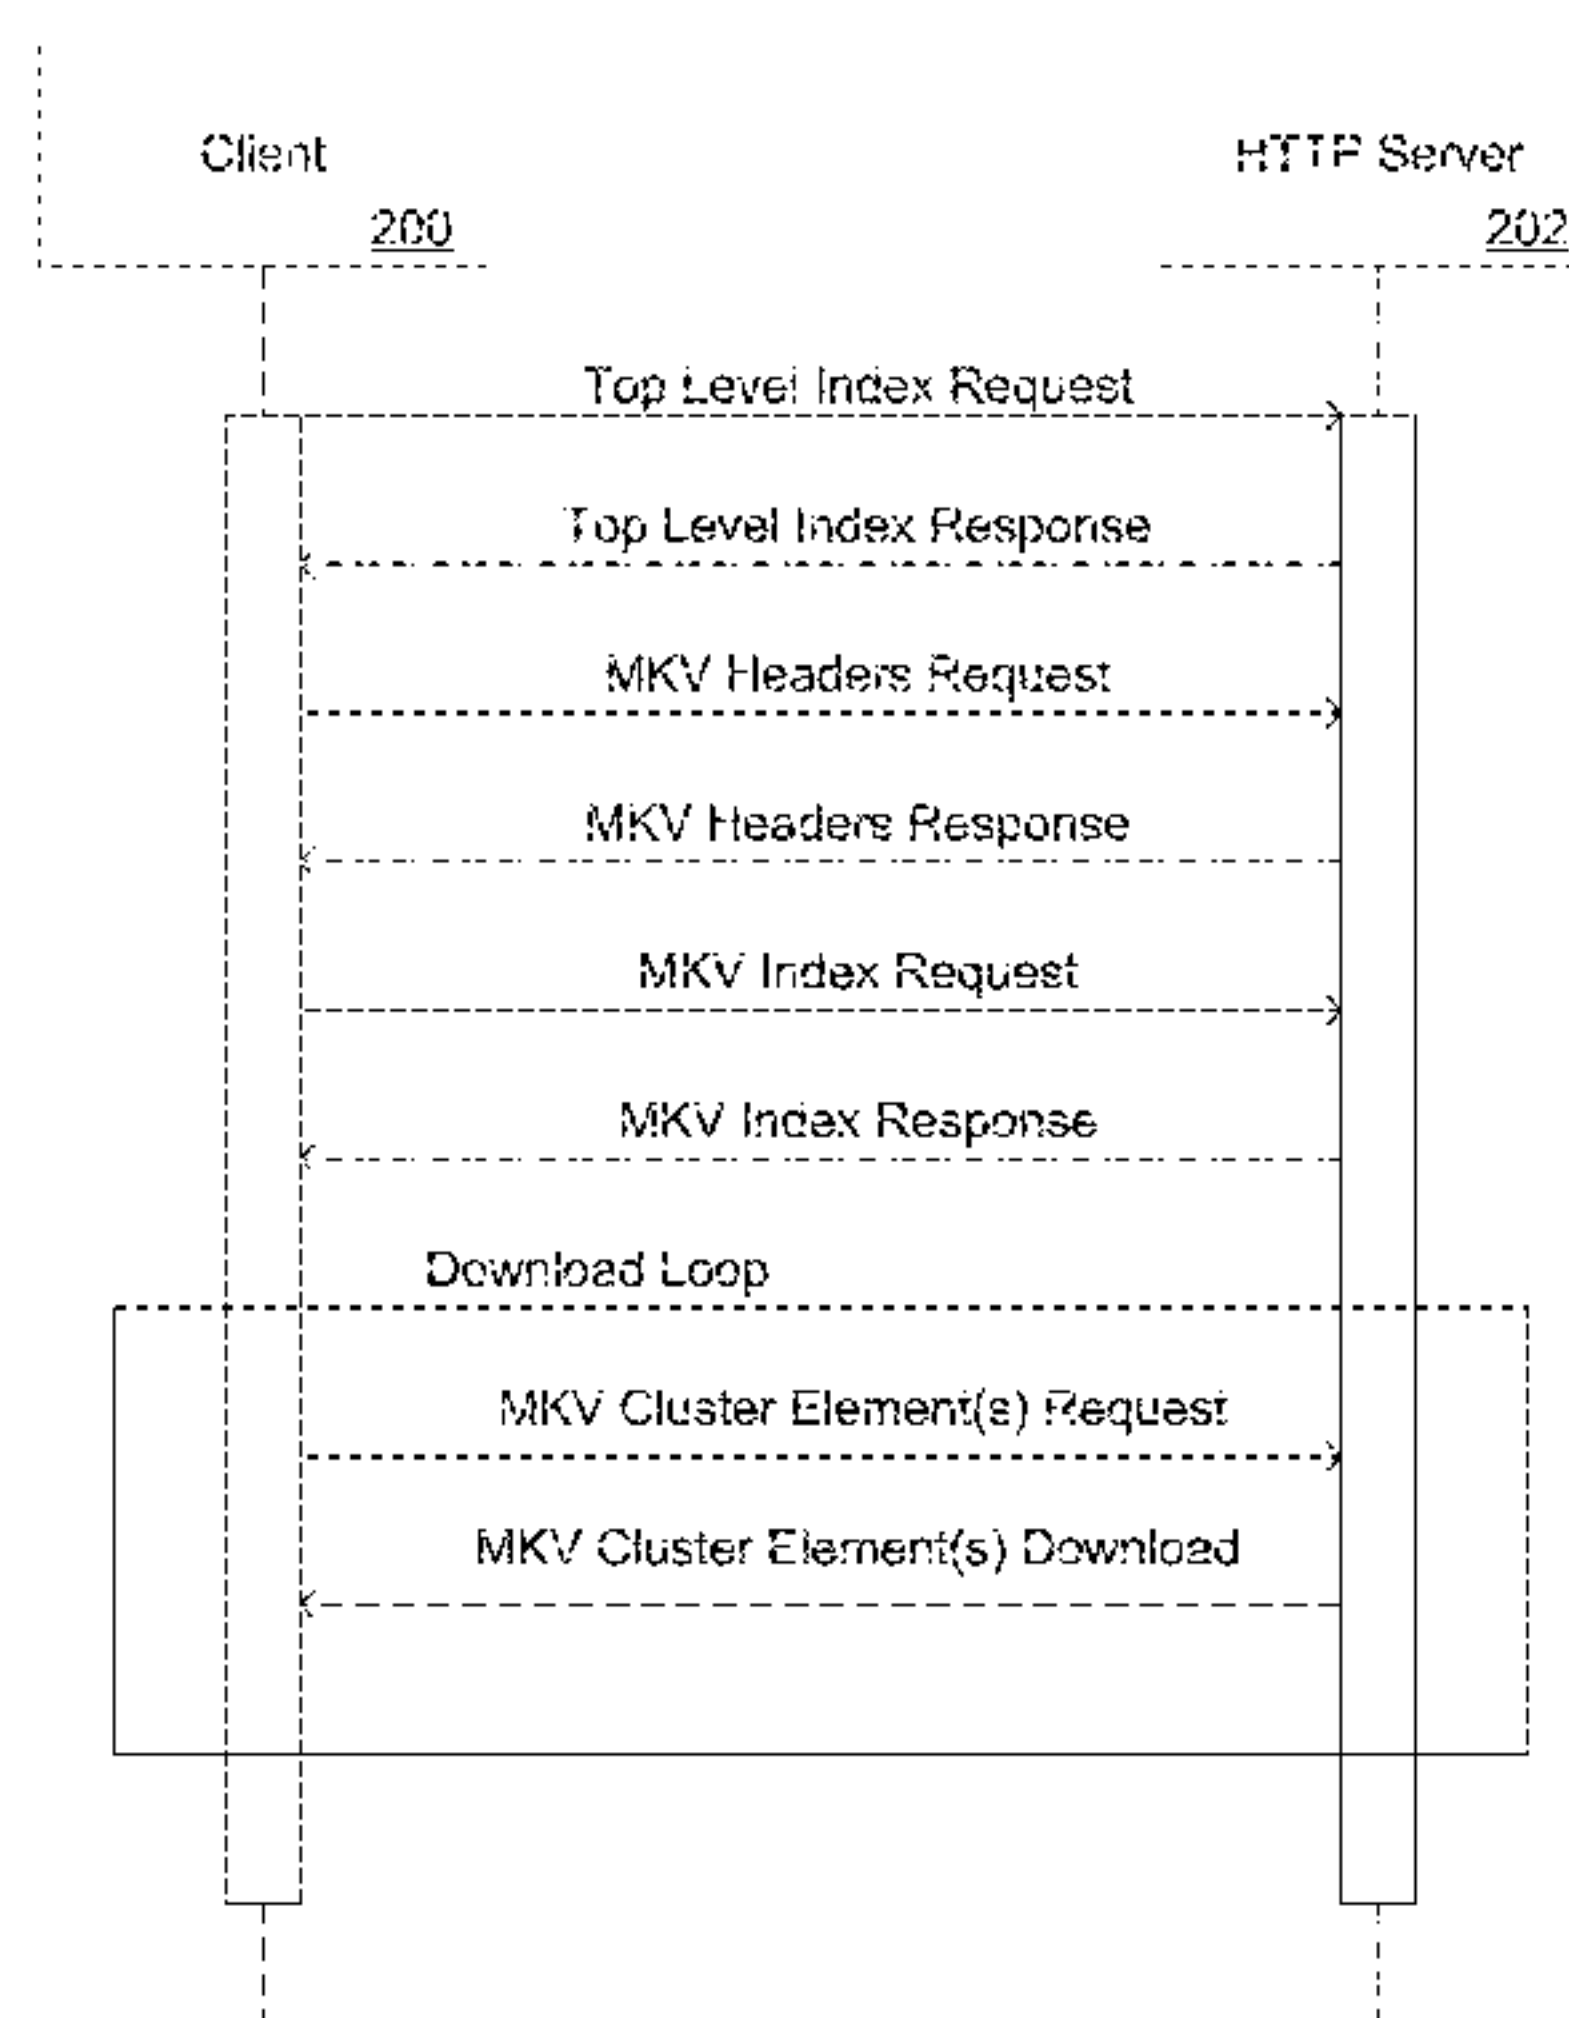 Client
200
HTTP Server
202
Top Level Index Request
Top Level Index Response
MKV Headers Request
MKV Headers Response
MKV Index Request
MKV Index Response
Download Loop
MKV Cluster Element(s) Request
MKV Cluster Element(s) Download